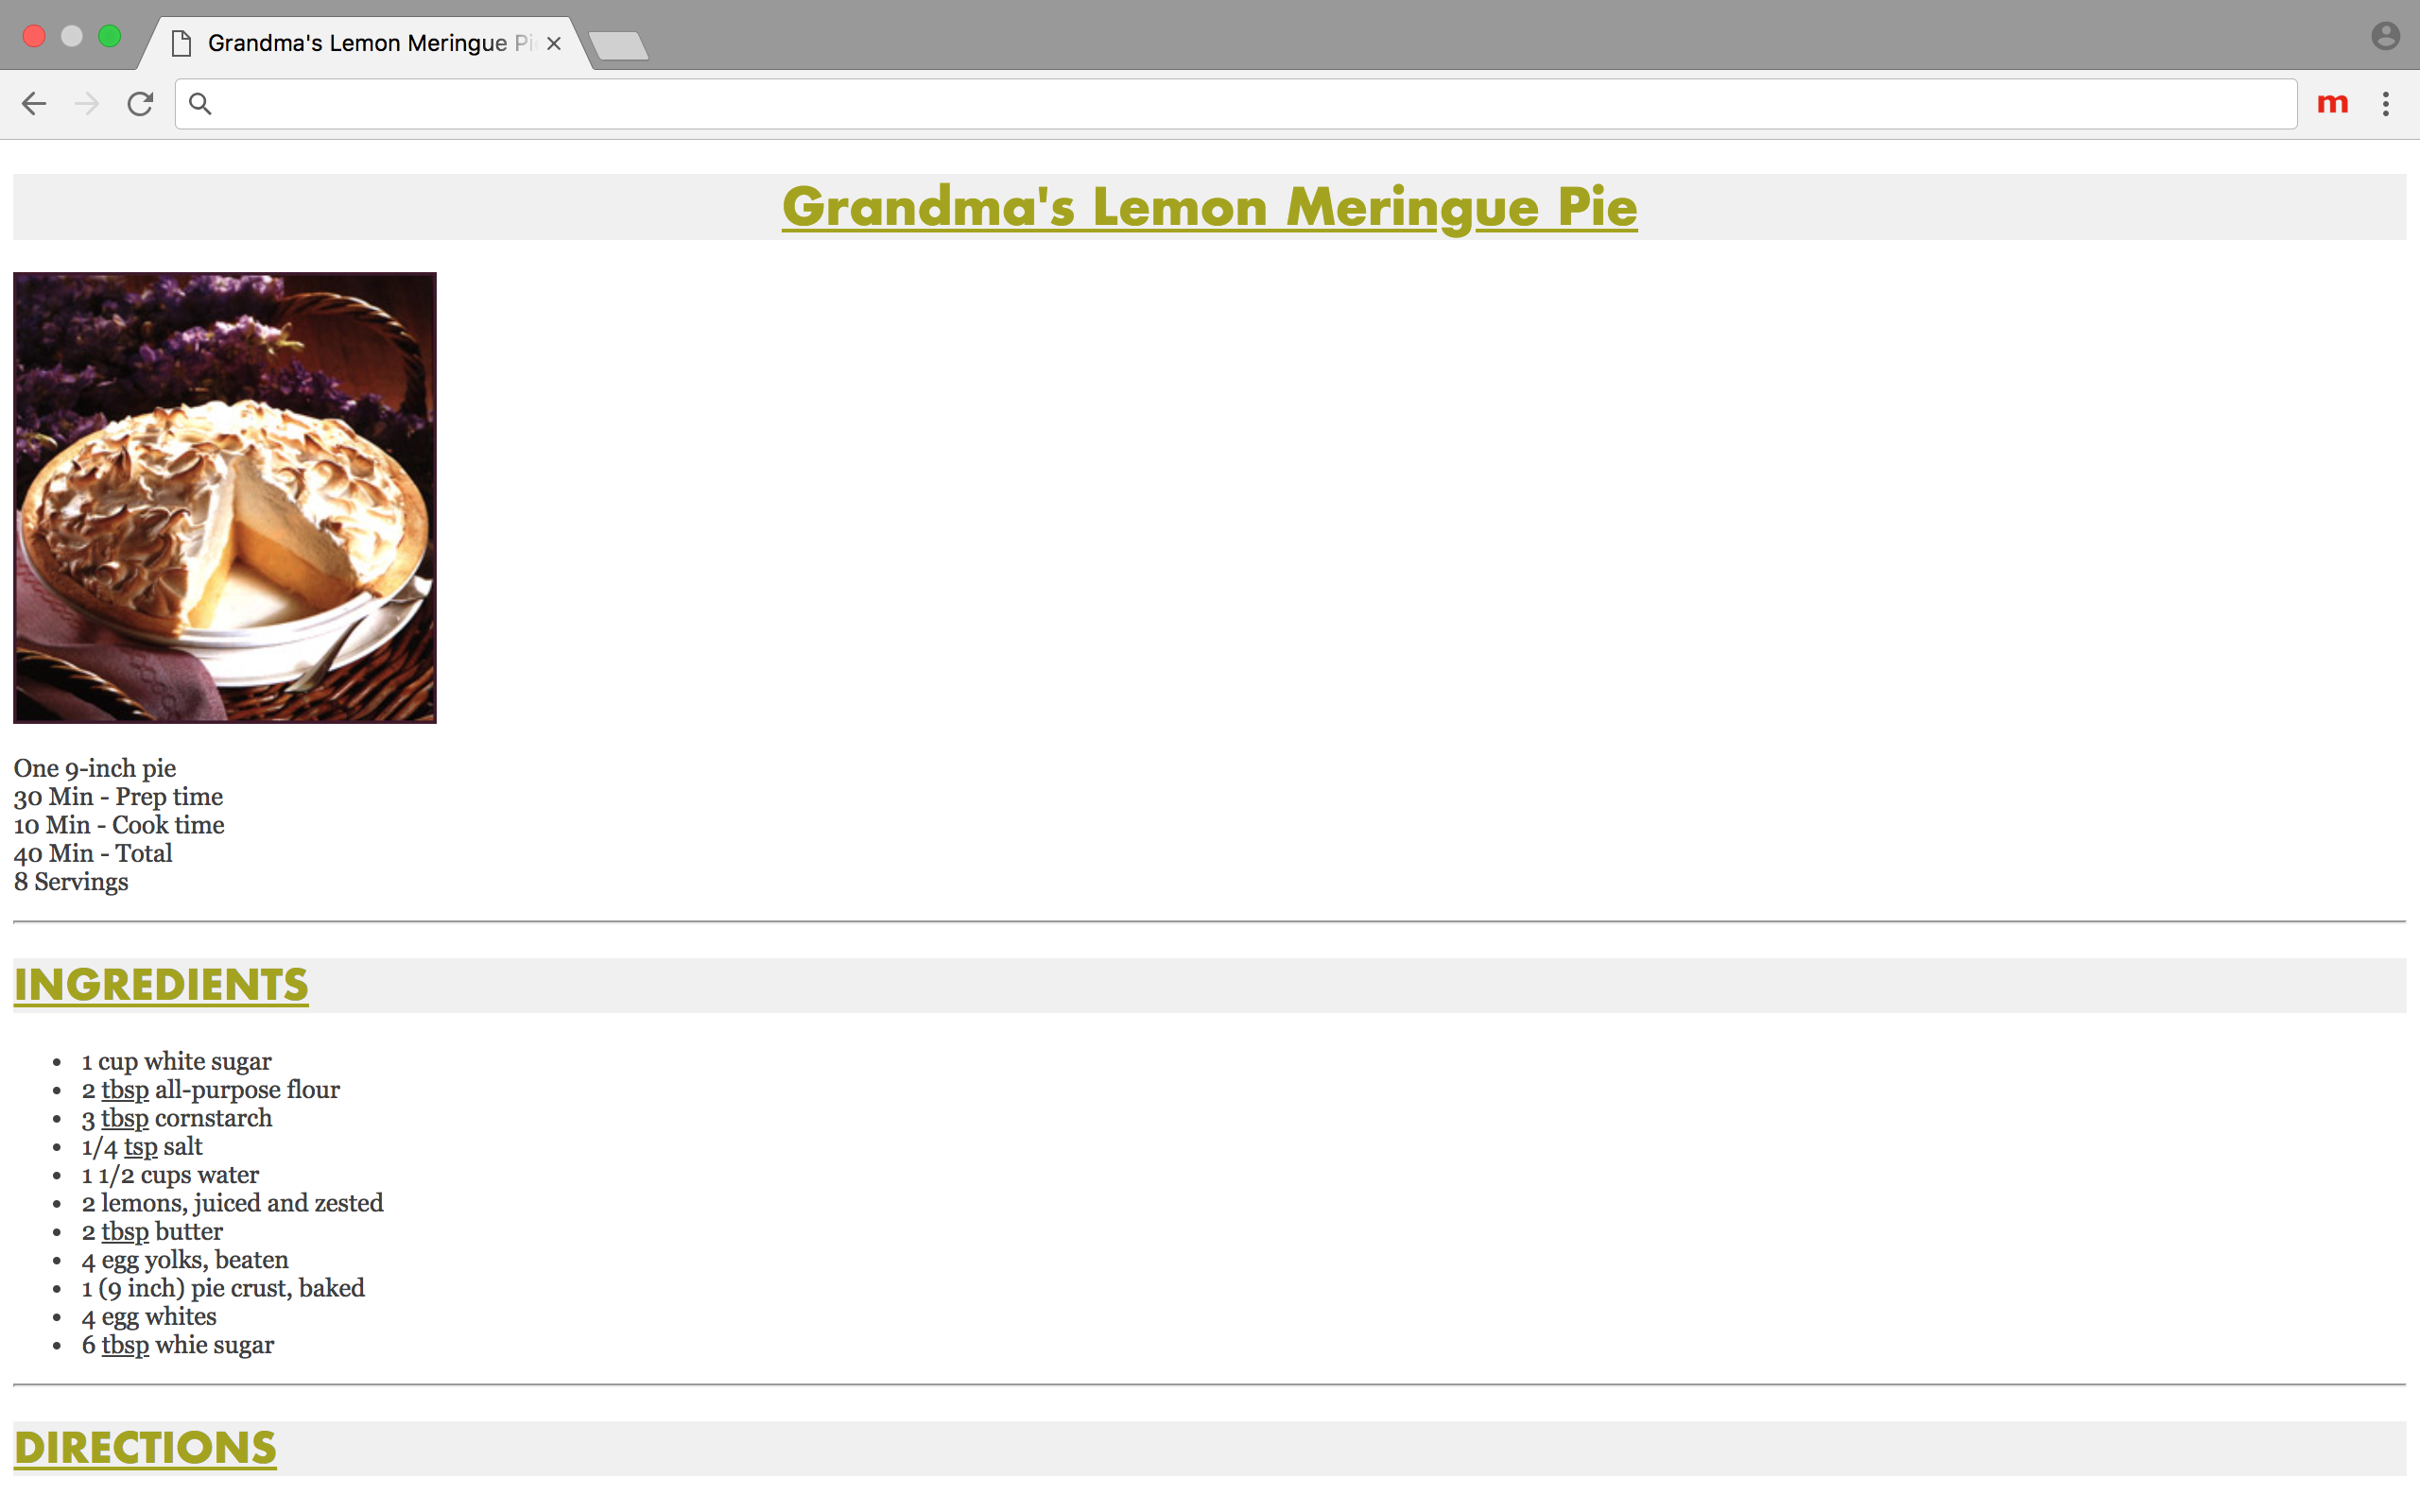 Grandma's Lemon Meringue Pi
m
Grandma's Lemon Meringue Pie
One 9-inch pie
30 Min - Prep time
10 Min - Cook time
40 Min - Total
8 Servings
INGREDIENTS
• 1 cup white sugar
• 2 tbsp all-purpose flour
• 3 tbsp cornstarch
• 1/4 tsp salt
• 1 1/2 cups water
• 2 lemons, juiced and zested
• 2 tbsp butter
• 4 egg yolks, beaten
• 1 (9 inch) pie crust, baked
• 4 egg whites
• 6 tbsp whie sugar
DIRECTIONS